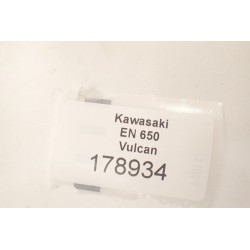 Kawasaki
EN 650
Vulcan
178934